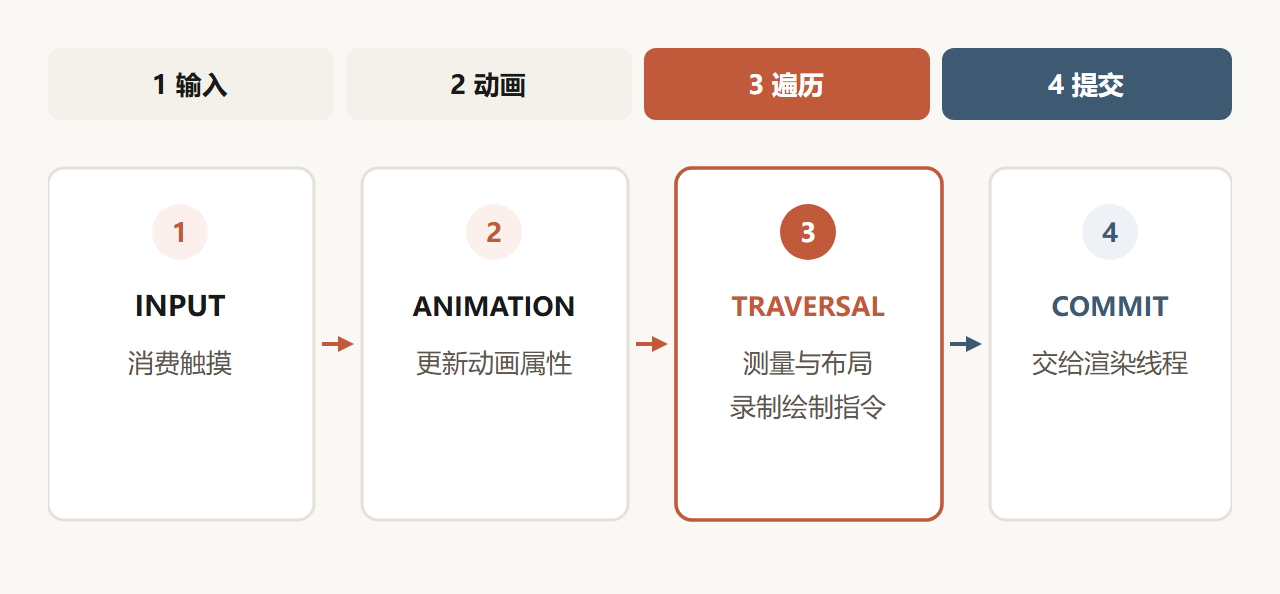 1 输入
2 动画
3 遍历
4 提交
1
INPUT
消费触摸
2
ANIMATION
更新动画属性
3
TRAVERSAL
测量与布局
录制绘制指令
4
COMMIT
交给渲染线程